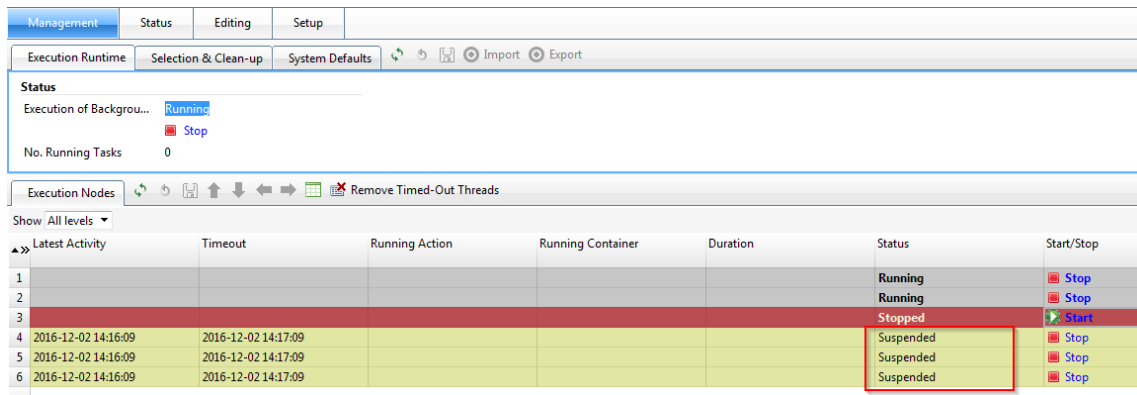 Management Status Editing Setup
Execution Runtime Selection & Clean-up System Defaults Import Export
Status
Execution of Backgrou... Running
Stop
No. Running Tasks 0
Execution Nodes Remove Timed-Out Threads
Show All levels
Latest Activity Timeout Running Action Running Container Duration Status Start/Stop
1 Running Stop
2 Running Stop
3 Stopped Start
4 2016-12-02 14:16:09 2016-12-02 14:17:09 Suspended Stop
5 2016-12-02 14:16:09 2016-12-02 14:17:09 Suspended Stop
6 2016-12-02 14:16:09 2016-12-02 14:17:09 Suspended Stop